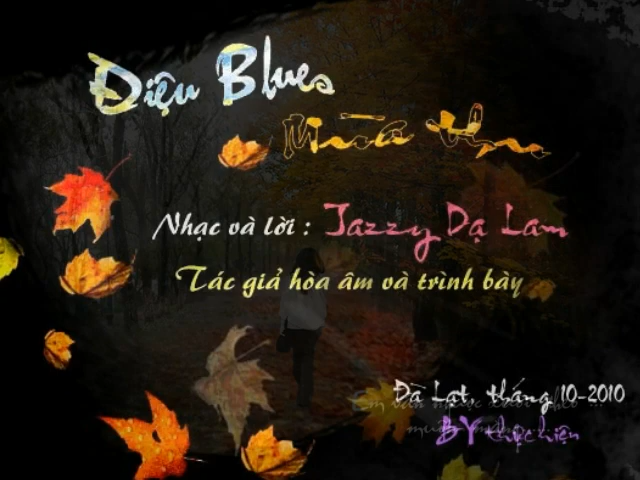 Điệu Blues
Mùa thu
Nhạc và lời : Jazzy Dạ Lam
Tác giả hòa âm và trình bày
Đà Lạt, tháng 10-2010
BY thực hiện